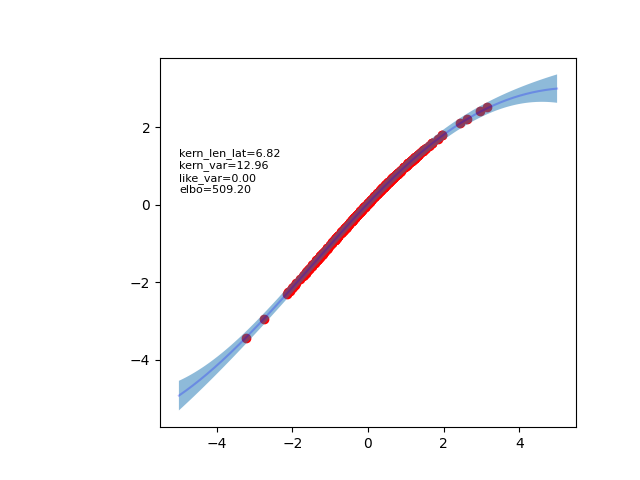 2
0
−2
−4
kern_len_lat=6.82
kern_var=12.96
like_var=0.00
elbo=509.20
−4 −2 0 2 4